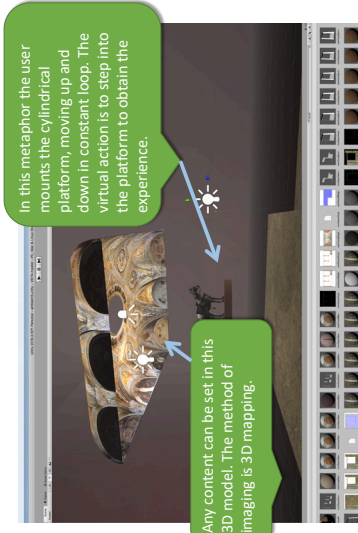 In this metaphor the user
mounts the cylindrical
platform, moving up and
down in constant loop. The
virtual action is to step into
the platform to obtain the
experience.
Any content can be set in this
3D model. The method of
imaging is 3D mapping.